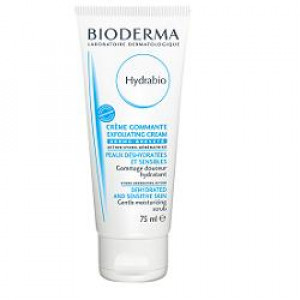 BIODERMA
LABORATOIRE DERMATOLOGIQUE
Hydrabio
CRÈME GOMMANTE
EXFOLIATING CREAM
PEAUX DÉSHYDRATÉES
ET SENSIBLES
Gommage douceur
hydratant
DEHYDRATED
AND SENSITIVE SKIN
Gentle moisturising
scrub
75 ml ℮